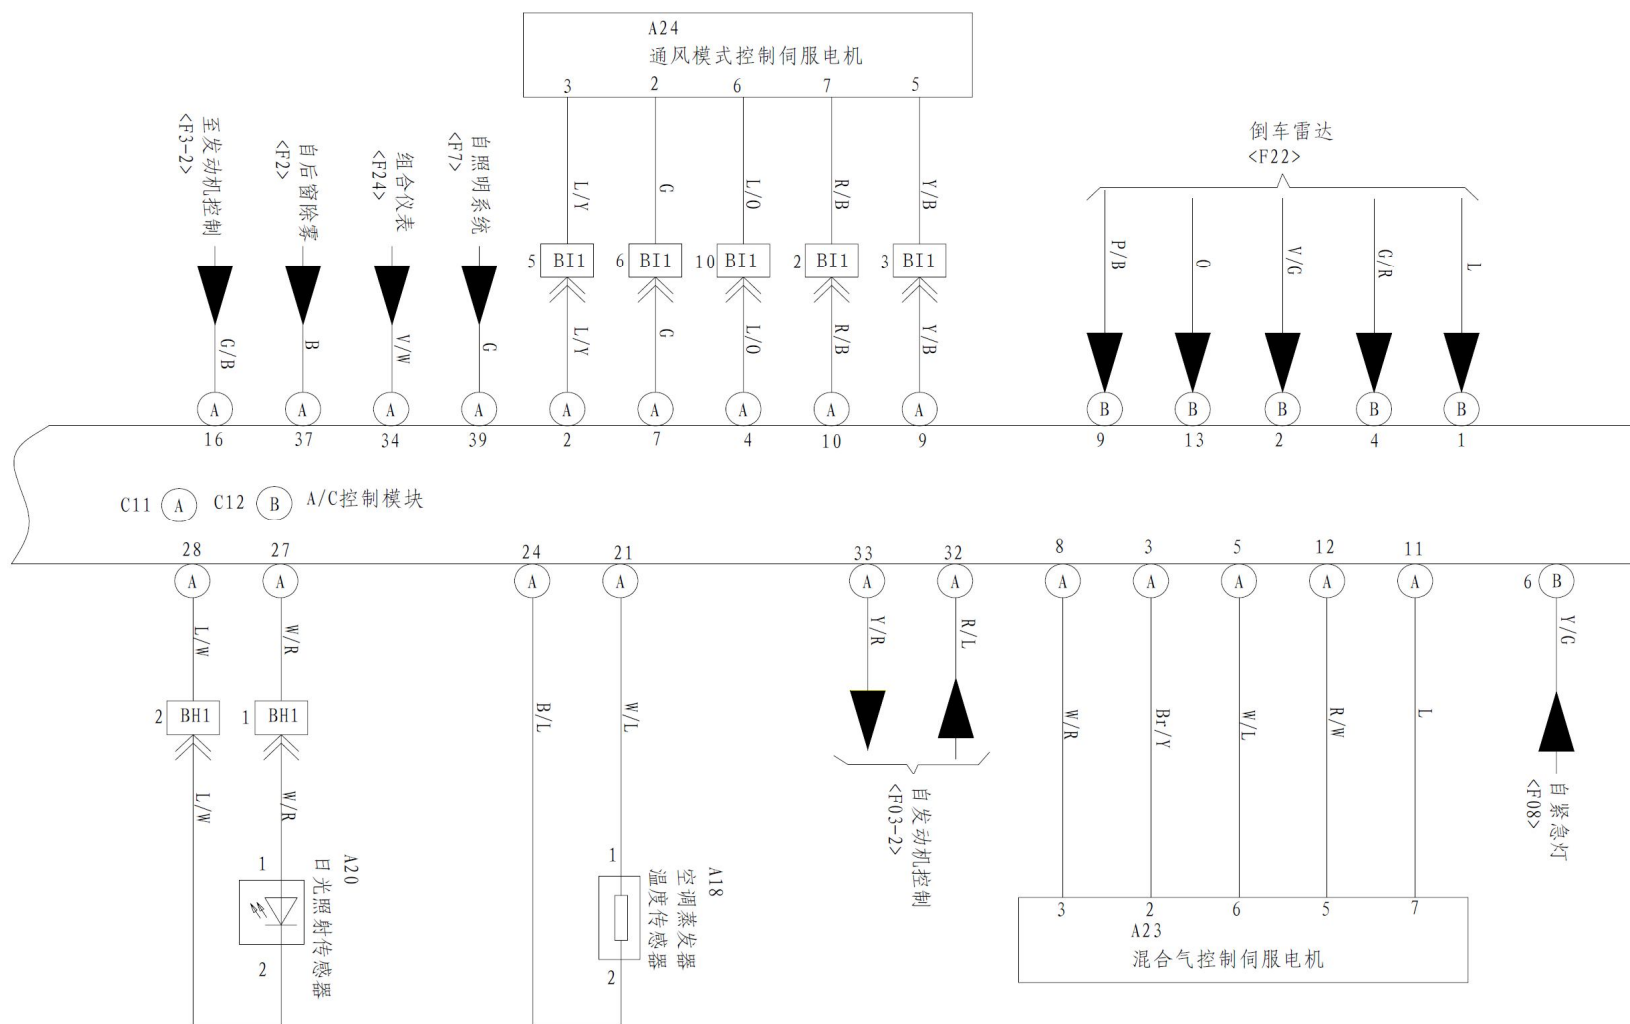 A24
通风模式控制伺服电机
3 2 6 7 5
至发动机控制
<F3-2>
自后窗除雾
<F2>
组合仪表
<F24>
自照明系统
<F7>
倒车雷达
<F22>
L/Y G L/O R/B Y/B
P/B O V/G G/R L
5 BI1 6 BI1 10 BI1 2 BI1 3 BI1
G/B B V/W G L/Y G L/O R/B Y/B
A A A A A A A A A B B B B B
16 37 34 39 2 7 4 10 9 9 13 2 4 1
C11 A C12 B A/C控制模块
28 27 24 21 33 32 8 3 5 12 11
A A A A A A A A A A A 6 B
L/W W/R Y/R R/L Y/G
2 BH1 1 BH1 B/L W/L W/R Br/Y W/L R/W L
L/W W/R
自发动机控制
<F03-2>
自紧急灯
<F08>
1
A20
日光照射传感器
2
1
A18
空调蒸发器
温度传感器
2
3 2 6 5 7
A23
混合气控制伺服电机